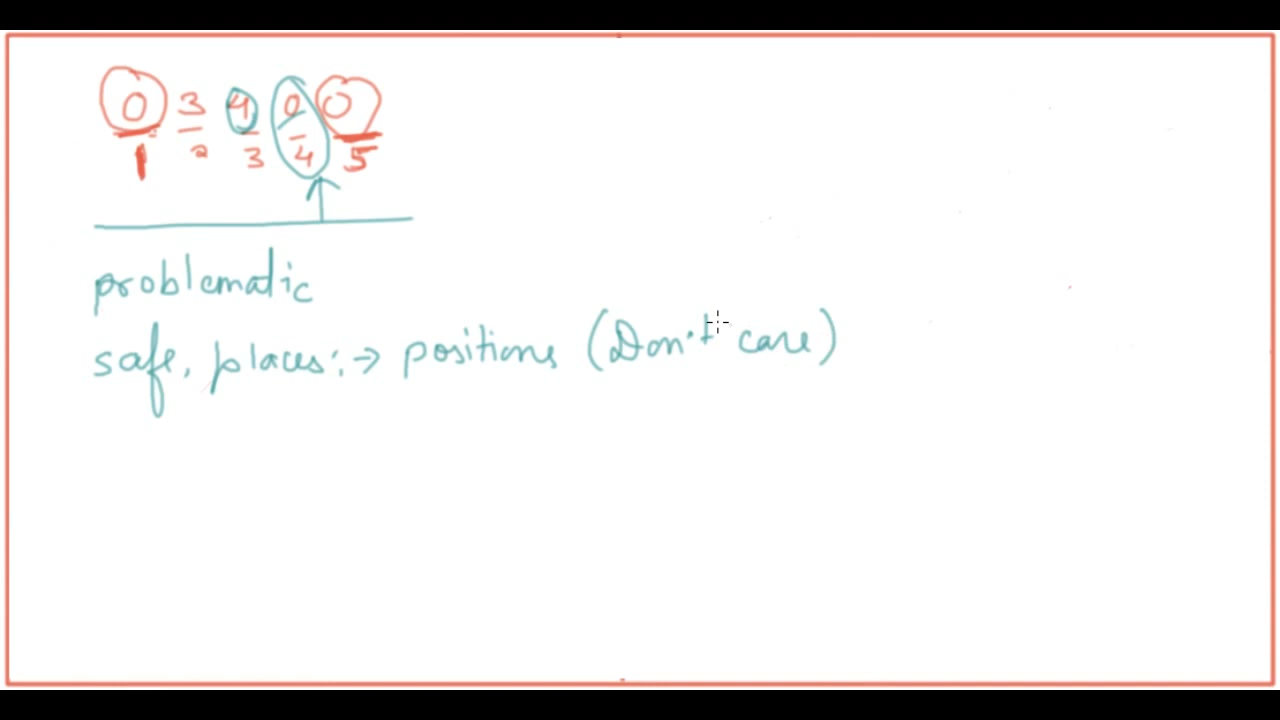 0 3 4 0 0
1 2 3 4 5
problematic
safe, places: → positions (Don't care)